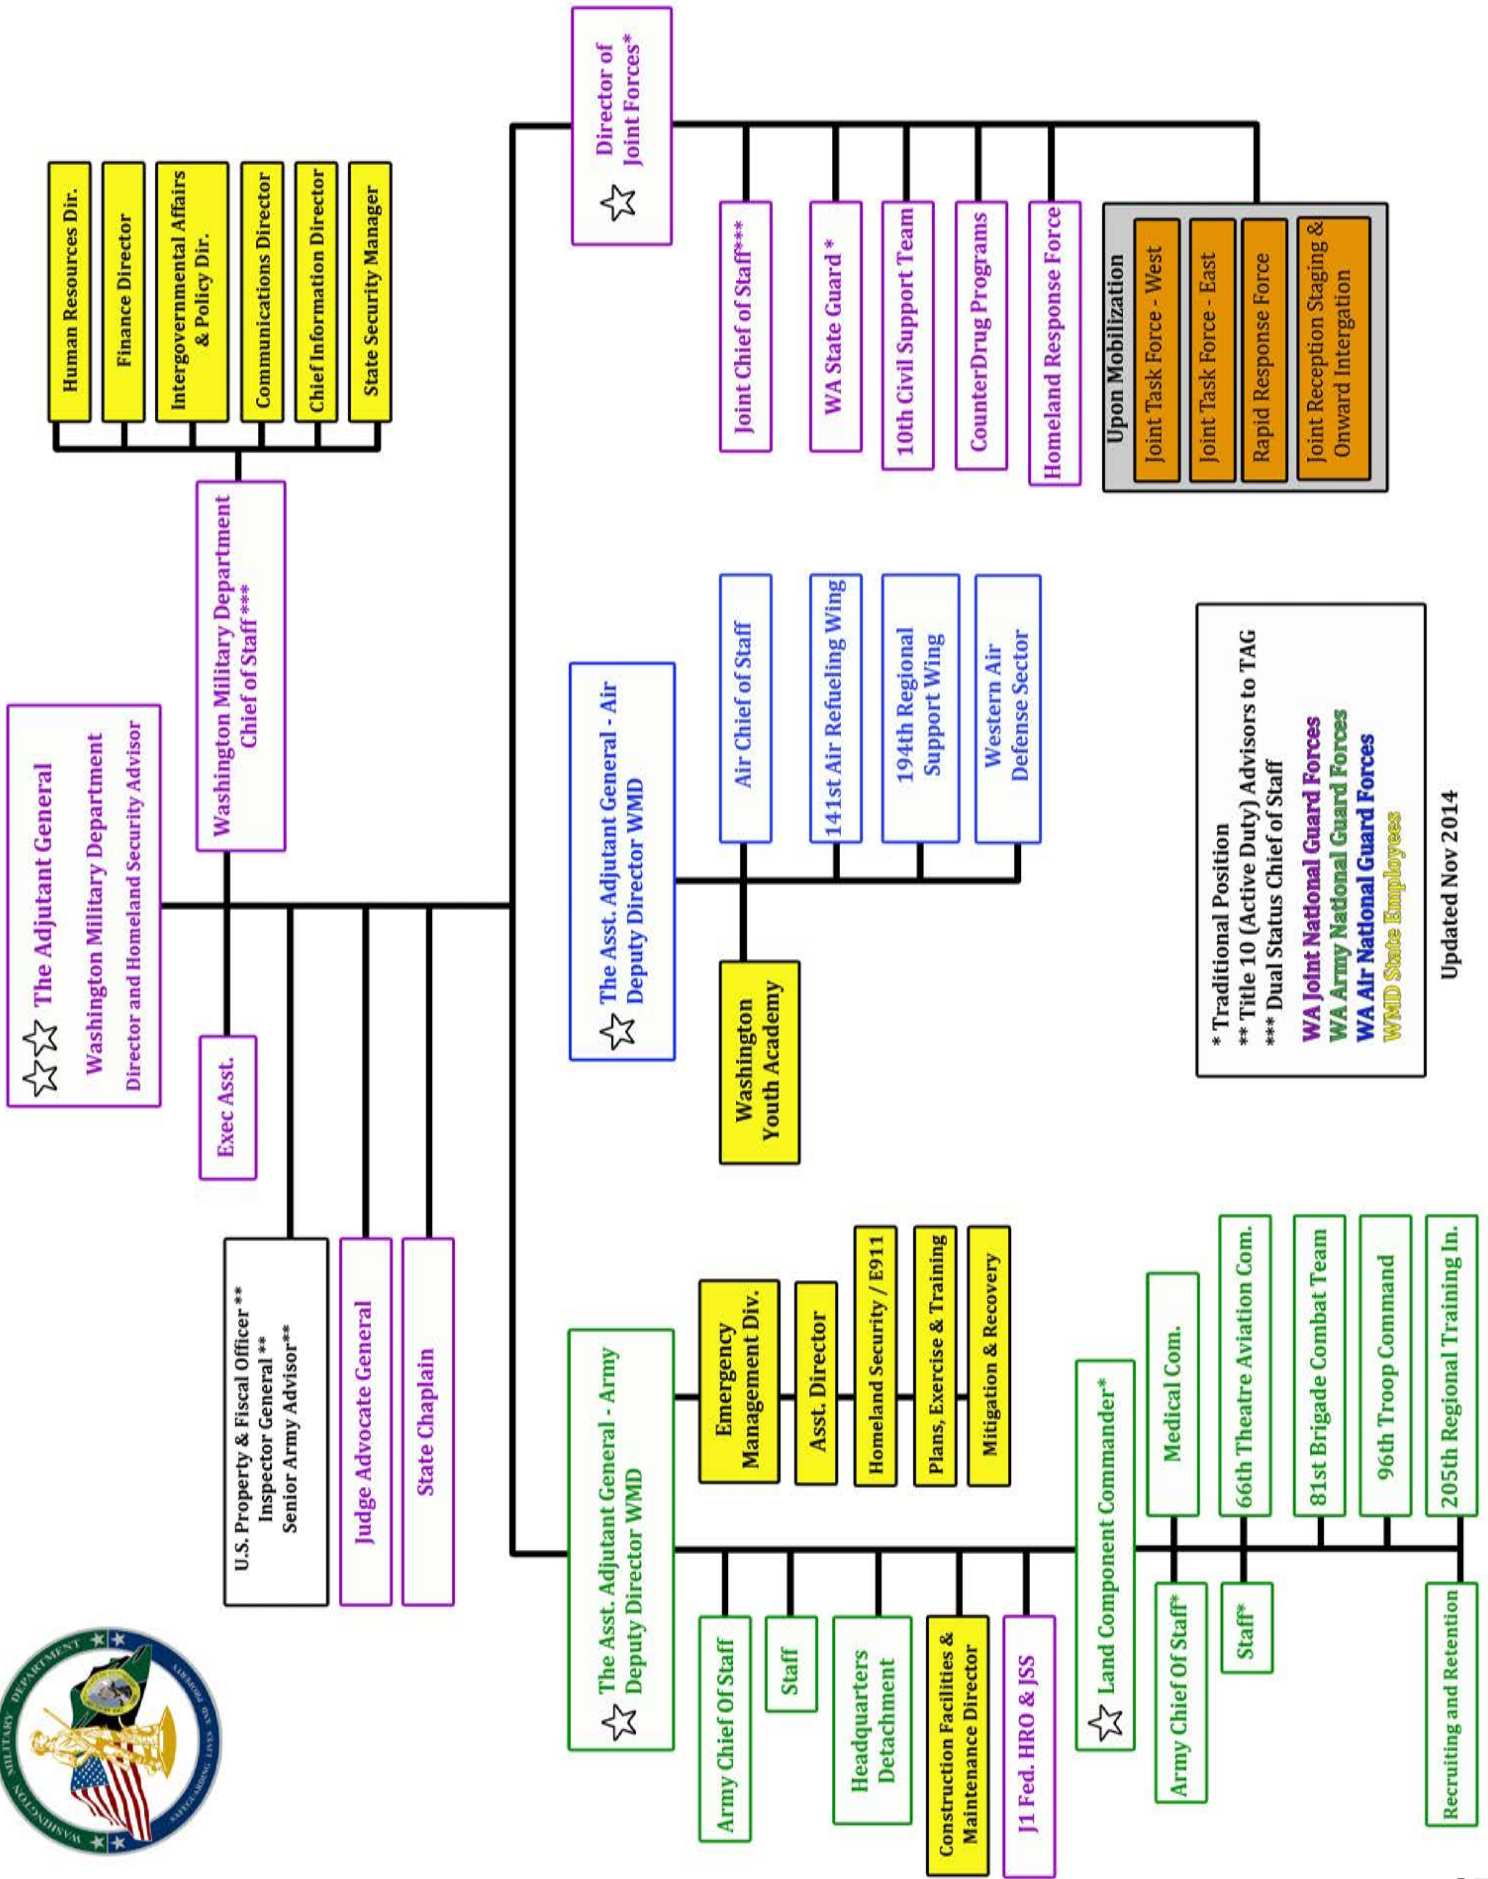 WASHINGTON MILITARY DEPARTMENT
SAFEGUARDING LIVES AND PROPERTY
The Adjutant General
Washington Military Department
Director and Homeland Security Advisor
Exec Asst.
Washington Military Department
Chief of Staff ***
Human Resources Dir.
Finance Director
Intergovernmental Affairs
& Policy Dir.
Communications Director
Chief Information Director
State Security Manager
U.S. Property & Fiscal Officer **
Inspector General **
Senior Army Advisor**
Judge Advocate General
State Chaplain
The Asst. Adjutant General - Army
Deputy Director WMD
Army Chief Of Staff
Staff
Headquarters
Detachment
Construction Facilities &
Maintenance Director
J1 Fed. HRO & JSS
Emergency
Management Div.
Asst. Director
Homeland Security / E911
Plans, Exercise & Training
Mitigation & Recovery
Land Component Commander*
Army Chief Of Staff*
Staff*
Recruiting and Retention
Medical Com.
66th Theatre Aviation Com.
81st Brigade Combat Team
96th Troop Command
205th Regional Training In.
The Asst. Adjutant General - Air
Deputy Director WMD
Washington
Youth Academy
Air Chief of Staff
141st Air Refueling Wing
194th Regional
Support Wing
Western Air
Defense Sector
Director of
Joint Forces*
Joint Chief of Staff***
WA State Guard *
10th Civil Support Team
CounterDrug Programs
Homeland Response Force
Upon Mobilization
Joint Task Force - West
Joint Task Force - East
Rapid Response Force
Joint Reception Staging &
Onward Intergation
* Traditional Position
** Title 10 (Active Duty) Advisors to TAG
*** Dual Status Chief of Staff
WA Joint National Guard Forces
WA Army National Guard Forces
WA Air National Guard Forces
WMD State Employees
Updated Nov 2014